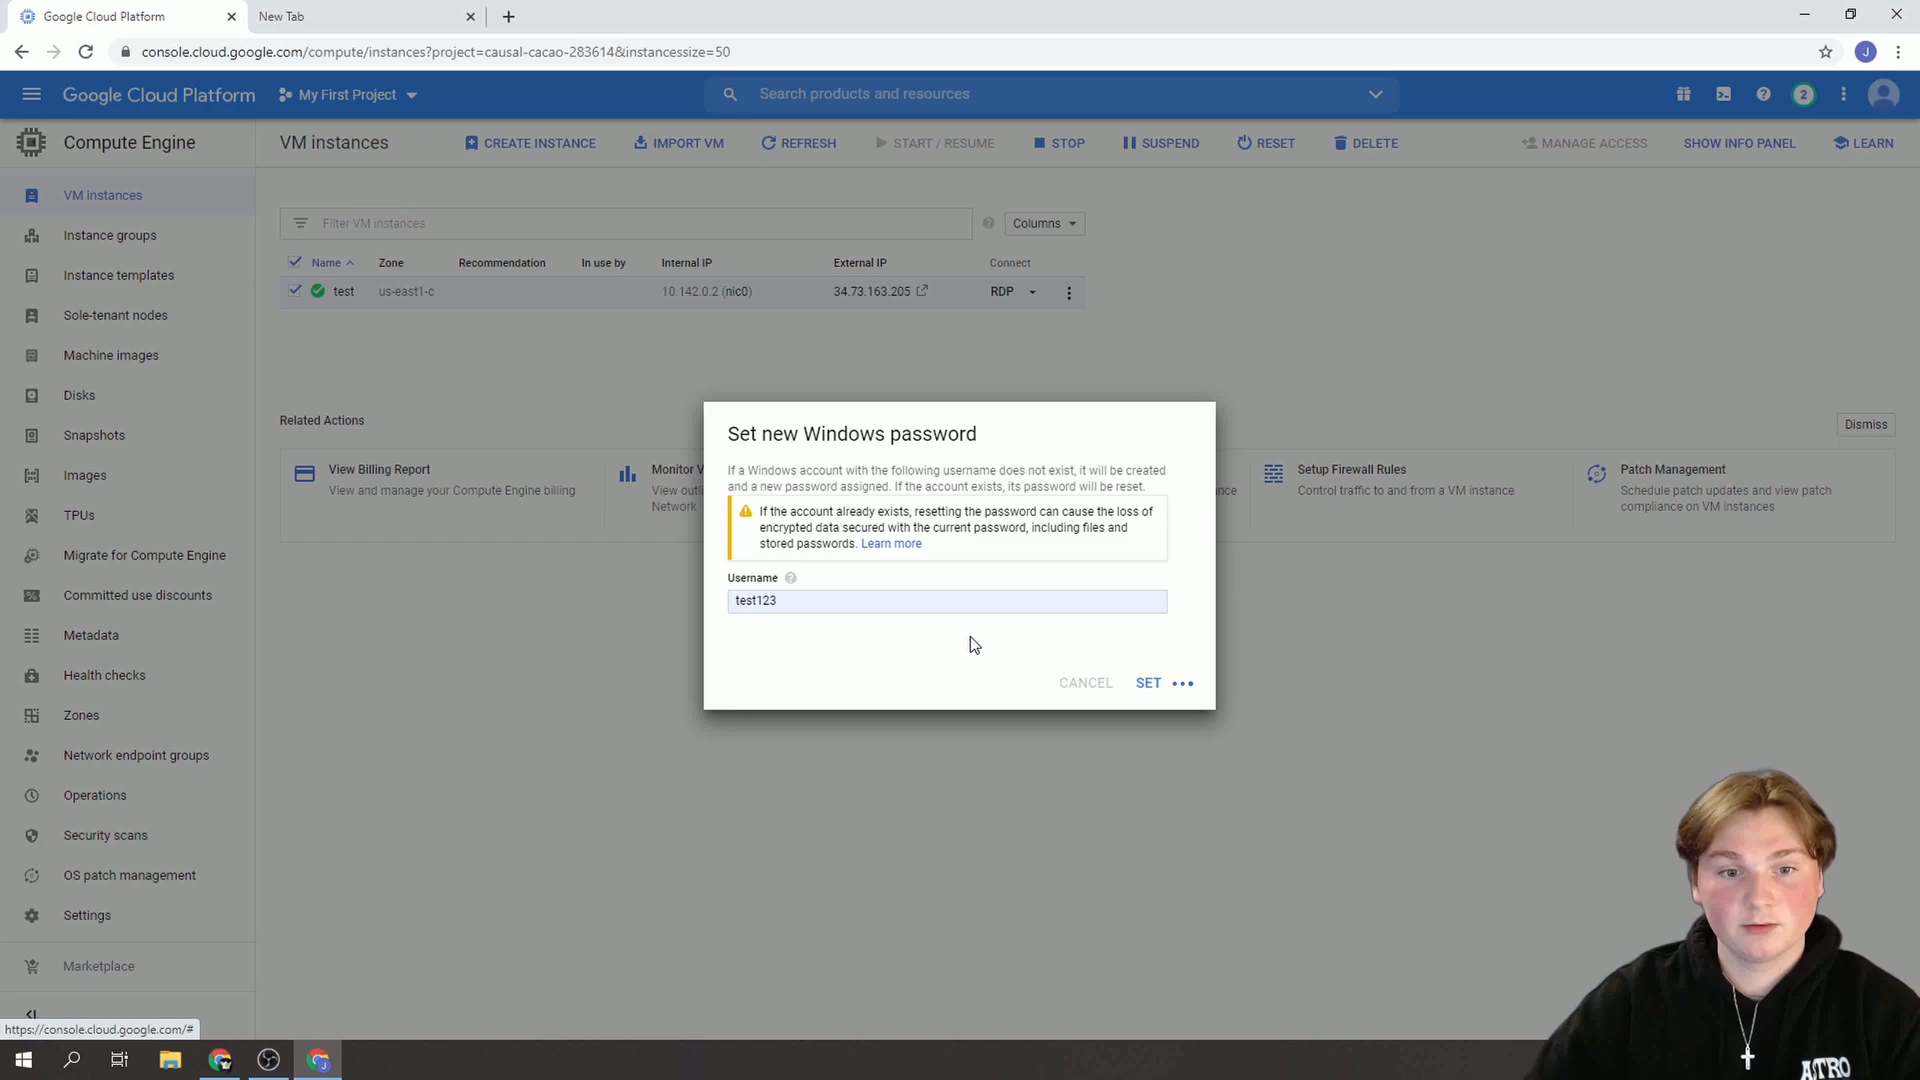 Google Cloud Platform
New Tab
console.cloud.google.com/compute/instances?project=causal-cacao-283614&instancessize=50
J
Google Cloud Platform
My First Project
Search products and resources
2
Compute Engine
VM instances
CREATE INSTANCE
IMPORT VM
REFRESH
START / RESUME
STOP
SUSPEND
RESET
DELETE
MANAGE ACCESS
SHOW INFO PANEL
LEARN
VM instances
Instance groups
Instance templates
Sole-tenant nodes
Machine images
Disks
Snapshots
Images
TPUs
Migrate for Compute Engine
Committed use discounts
Metadata
Health checks
Zones
Network endpoint groups
Operations
Security scans
OS patch management
Settings
Marketplace
Filter VM instances
Columns
Name Zone Recommendation In use by Internal IP External IP Connect
test us-east1-c 10.142.0.2 (nic0) 34.73.163.205 RDP
Related Actions
Dismiss
View Billing Report
View and manage your Compute Engine billing
Monitor V
View outli
Network
Setup Firewall Rules
Control traffic to and from a VM instance
Patch Management
Schedule patch updates and view patch
compliance on VM instances
Set new Windows password
If a Windows account with the following username does not exist, it will be created
and a new password assigned. If the account exists, its password will be reset.
If the account already exists, resetting the password can cause the loss of
encrypted data secured with the current password, including files and
stored passwords. Learn more
Username
test123
CANCEL
SET
https://console.cloud.google.com/#
ASTRO